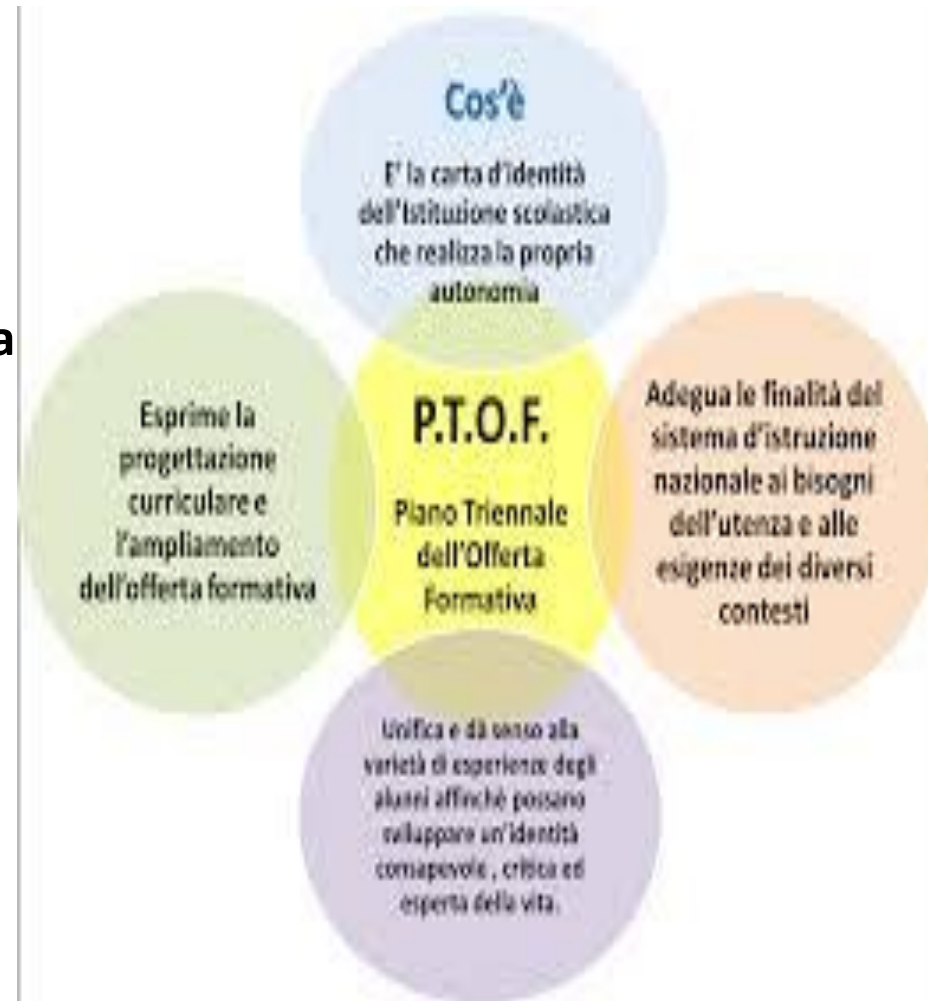 Cos'è
E' la carta d'identità
dell'Istituzione scolastica
che realizza la propria
autonomia
a
Esprime la
progettazione
curriculare e
l'ampliamento
dell'offerta formativa
P.T.O.F.
Piano Triennale
dell'Offerta
Formativa
Adegua le finalità del
sistema d'istruzione
nazionale ai bisogni
dell'utenza e alle
esigenze dei diversi
contesti
Unifica e dà senso alla
varietà di esperienze degli
alunni affinchè possano
sviluppare un'identità
consapevole , critica ed
esperta della vita.